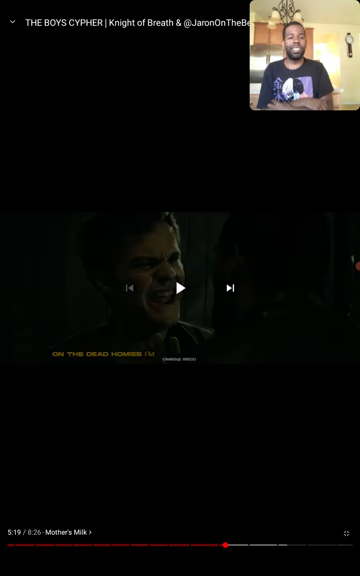 THE BOYS CYPHER | Knight of Breath & @JaronOnTheBe
ON THE DEAD HOMIES I'M
5:19 / 8:26 · Mother's Milk >